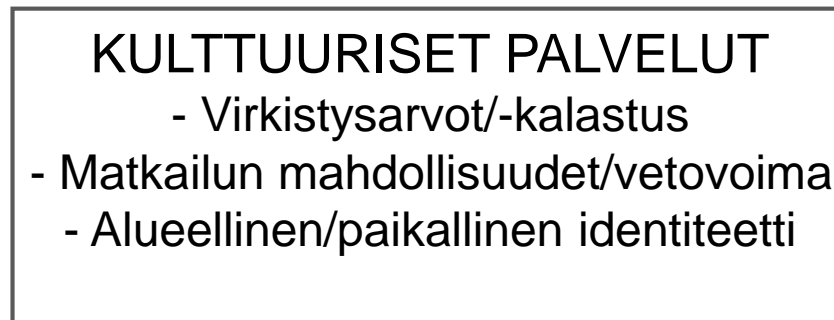 KULTTUURISET PALVELUT
- Virkistysarvot/-kalastus
- Matkailun mahdollisuudet/vetovoima
- Alueellinen/paikallinen identiteetti